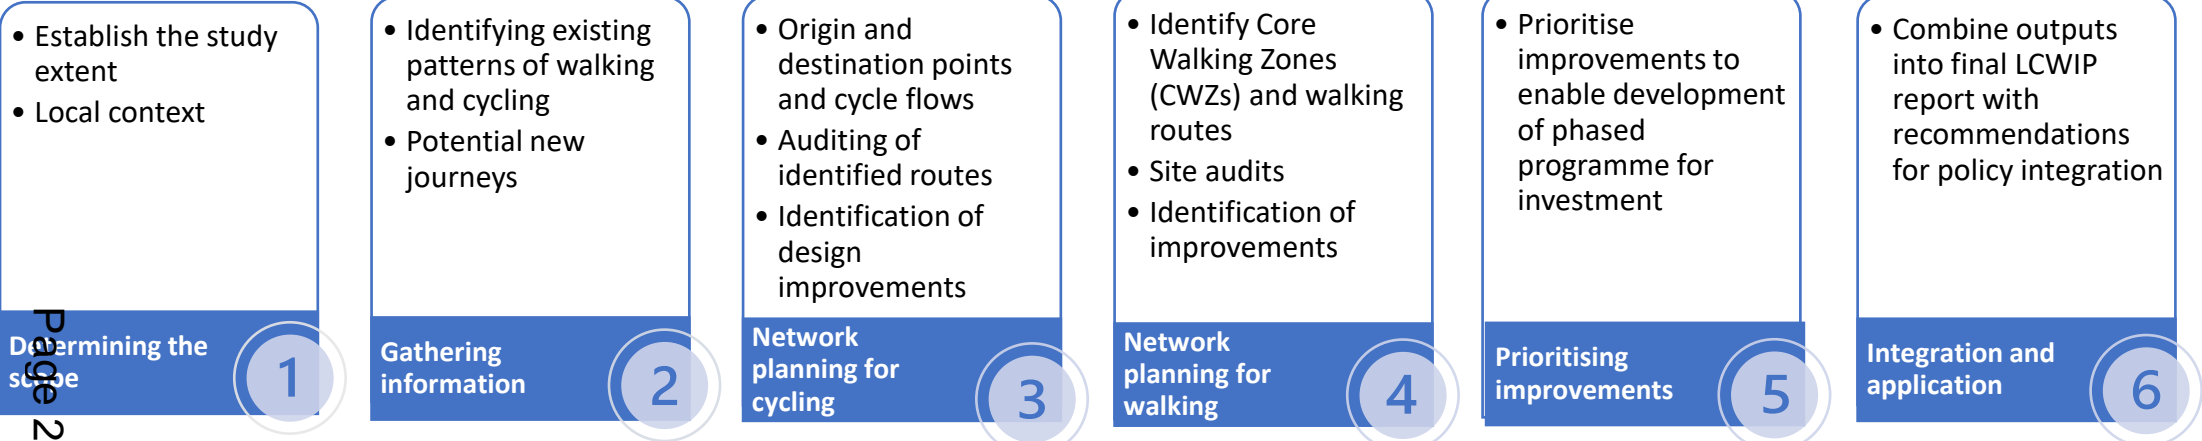 • Establish the study
extent
• Local context
Determining the
scope
1
• Identifying existing
patterns of walking
and cycling
• Potential new
journeys
Gathering
information
2
• Origin and
destination points
and cycle flows
• Auditing of
identified routes
• Identification of
design
improvements
Network
planning for
cycling
3
• Identify Core
Walking Zones
(CWZs) and walking
routes
• Site audits
• Identification of
improvements
Network
planning for
walking
4
• Prioritise
improvements to
enable development
of phased
programme for
investment
Prioritising
improvements
5
• Combine outputs
into final LCWIP
report with
recommendations
for policy integration
Integration and
application
6
Page 2